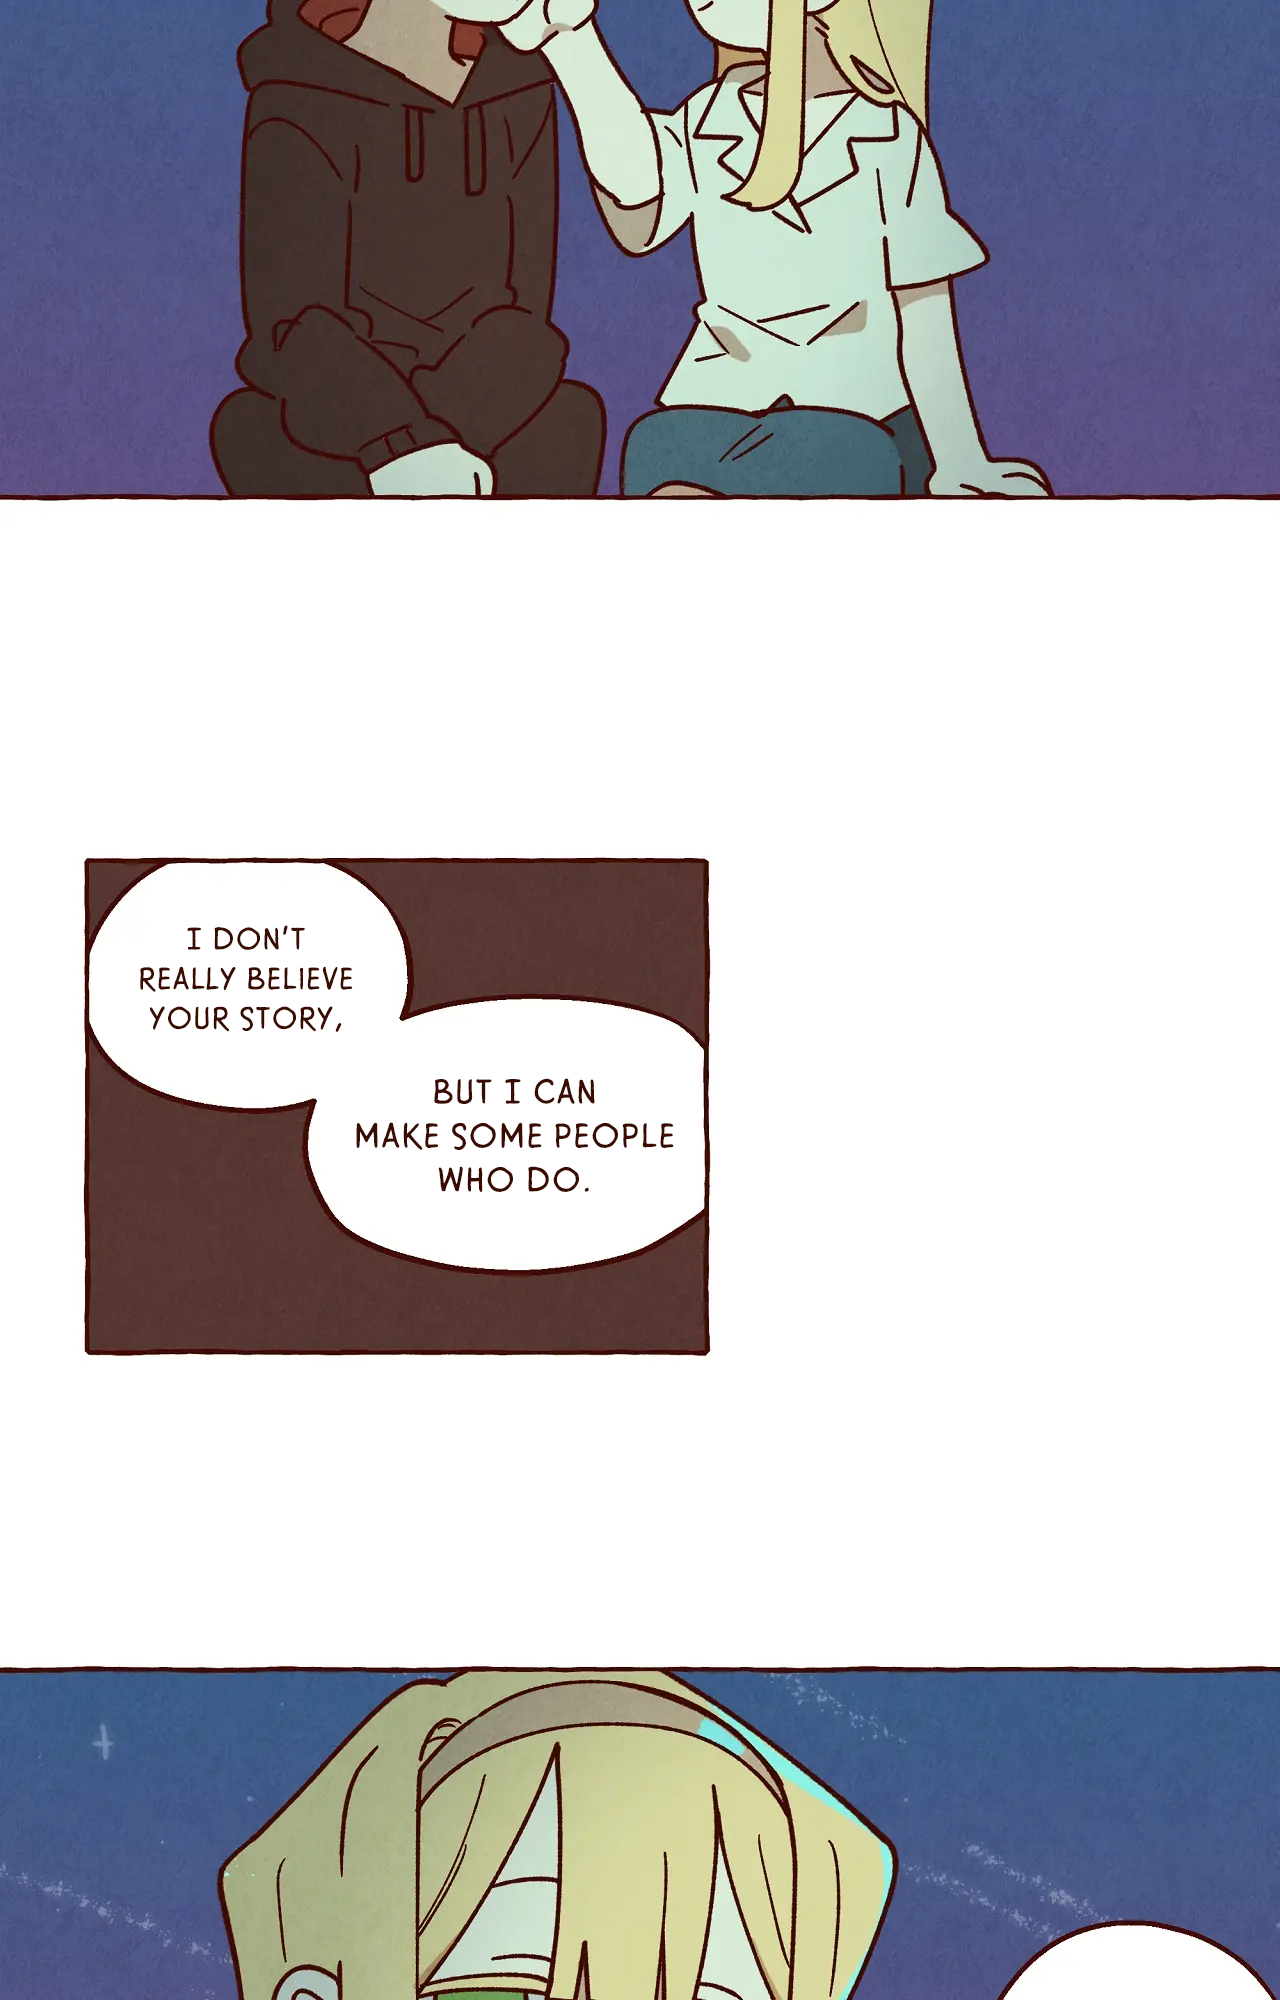 I DON'T
REALLY BELIEVE
YOUR STORY,
BUT I CAN
MAKE SOME PEOPLE
WHO DO.